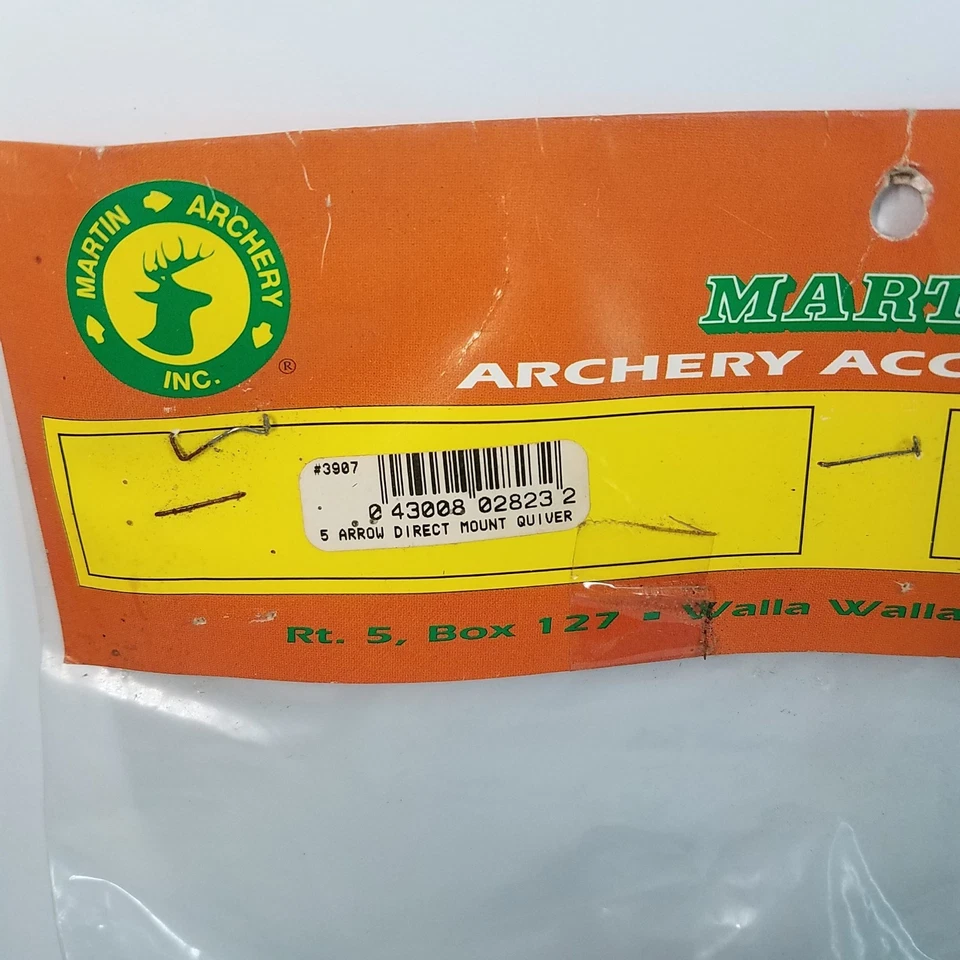 MARTIN ARCHERY
INC.
®
MART
ARCHERY ACC
#3907
0 43008 02823 2
5 ARROW DIRECT MOUNT QUIVER
Rt. 5, Box 127 ▪ Walla Walla